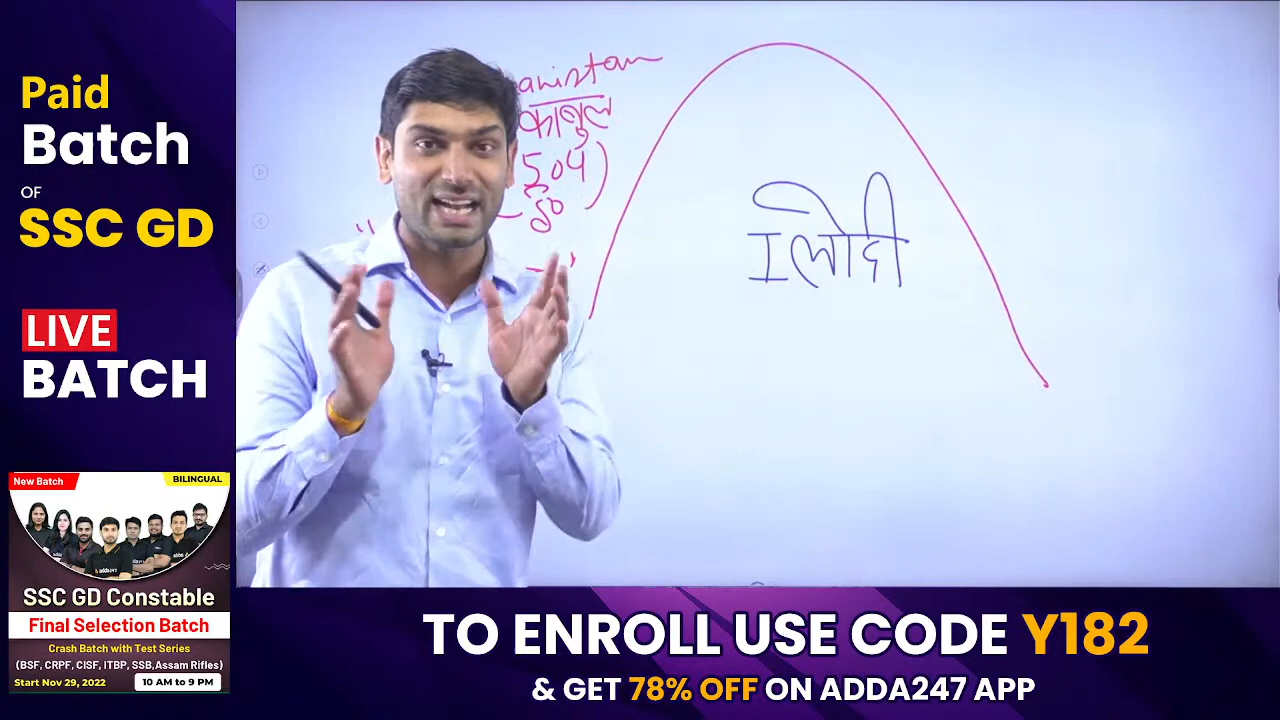 Paid
Batch
OF
SSC GD
LIVE
BATCH
New Batch
BILINGUAL
SSC GD Constable
Final Selection Batch
Crash Batch with Test Series
(BSF, CRPF, CISF, ITBP, SSB,Assam Rifles)
Start Nov 29, 2022
10 AM to 9 PM
काबुल
I लोदी
TO ENROLL USE CODE Y182
& GET 78% OFF ON ADDA247 APP